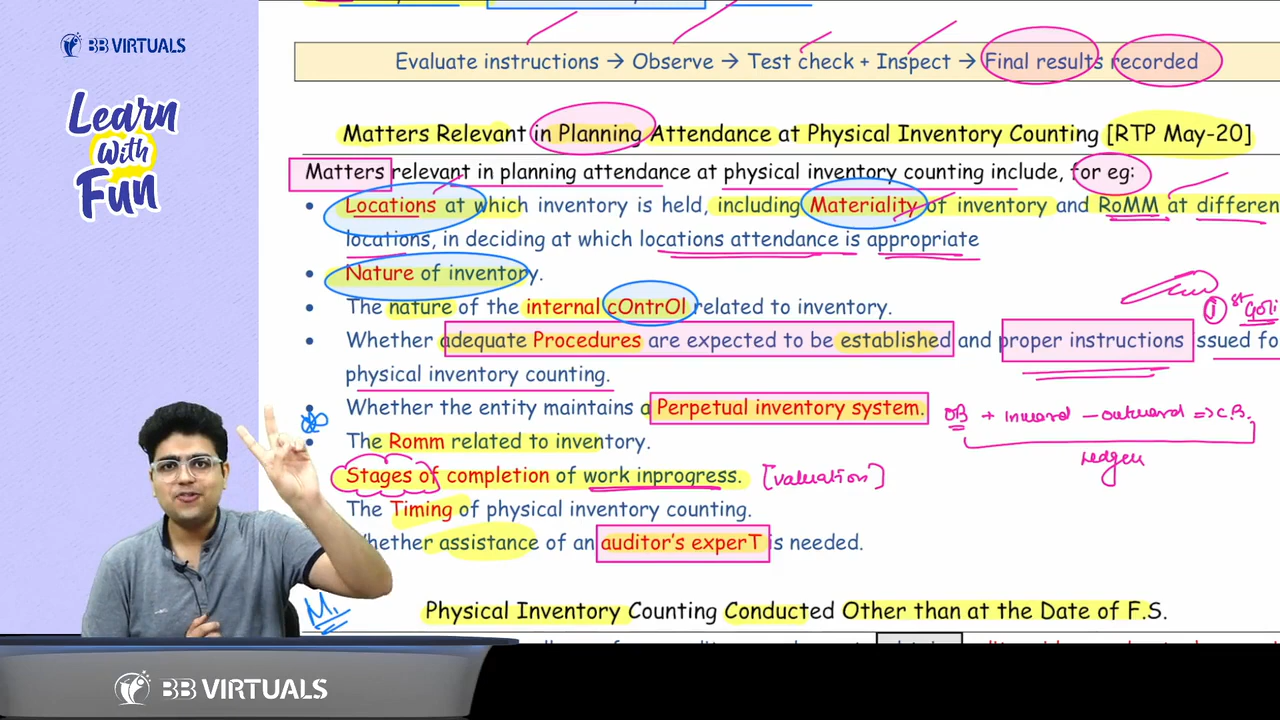 BB VIRTUALS
Learn
With
Fun
Evaluate instructions → Observe → Test check + Inspect → Final results recorded
Matters Relevant in Planning Attendance at Physical Inventory Counting [RTP May-20]
Matters relevant in planning attendance at physical inventory counting include, for eg:
• Locations at which inventory is held, including Materiality of inventory and RoMM at differen
locations, in deciding at which locations attendance is appropriate
• Nature of inventory.
• The nature of the internal cOntrOl related to inventory.
① st Goli
• Whether adequate Procedures are expected to be established and proper instructions issued fo
physical inventory counting.
• Whether the entity maintains a Perpetual inventory system.
OB + inward - outward => C.B.
ledger
• The Romm related to inventory.
Stages of completion of work inprogress. [valuation]
The Timing of physical inventory counting.
Whether assistance of an auditor's experT is needed.
M.
Physical Inventory Counting Conducted Other than at the Date of F.S.
BB VIRTUALS